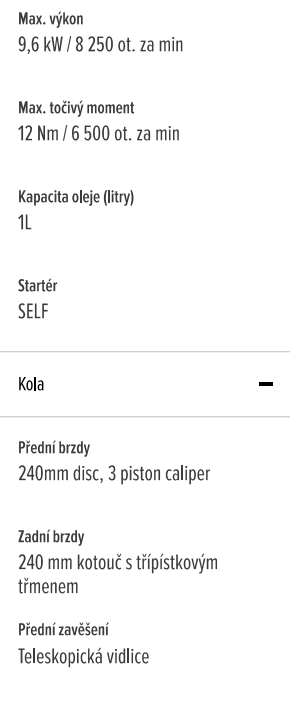 Max. výkon
9,6 kW / 8 250 ot. za min
Max. točivý moment
12 Nm / 6 500 ot. za min
Kapacita oleje (litry)
1L
Startér
SELF
Kola
Přední brzdy
240mm disc, 3 piston caliper
Zadní brzdy
240 mm kotouč s třípístkovým
třmenem
Přední zavěšení
Teleskopická vidlice